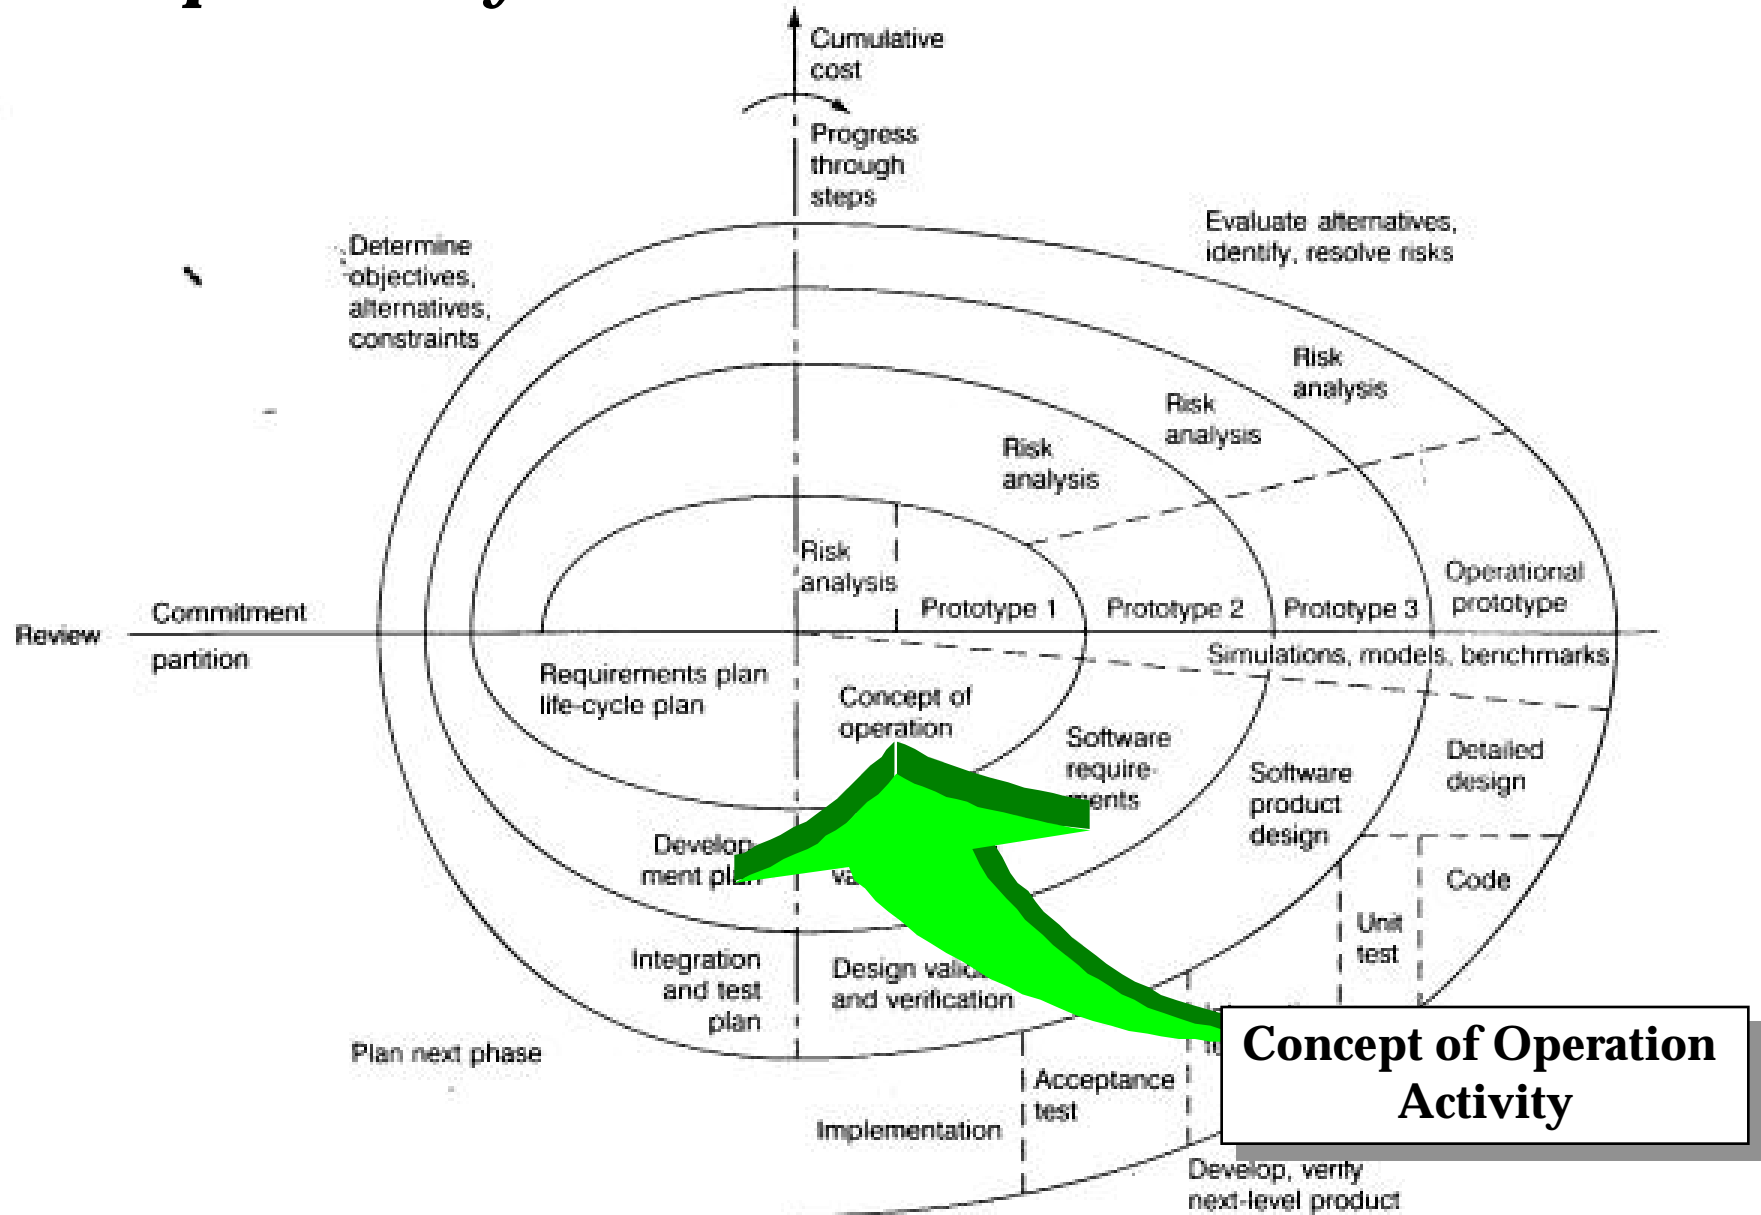 Cumulative
cost
Progress
through
steps
Evaluate alternatives,
identify, resolve risks
Determine
objectives,
alternatives,
constraints
Risk
analysis
Risk
analysis
Risk
analysis
Risk
analysis
Operational
prototype
Prototype 1
Prototype 2
Prototype 3
Commitment
Review
partition
Simulations, models, benchmarks
Requirements plan
life-cycle plan
Concept of
operation
Software
require-
ments
Software
product
design
Detailed
design
Develop-
ment plan
Code
Unit
test
Integration
and test
plan
Design
and verification
Plan next phase
Concept of Operation
Activity
Acceptance
test
Implementation
Develop, verify
next-level product